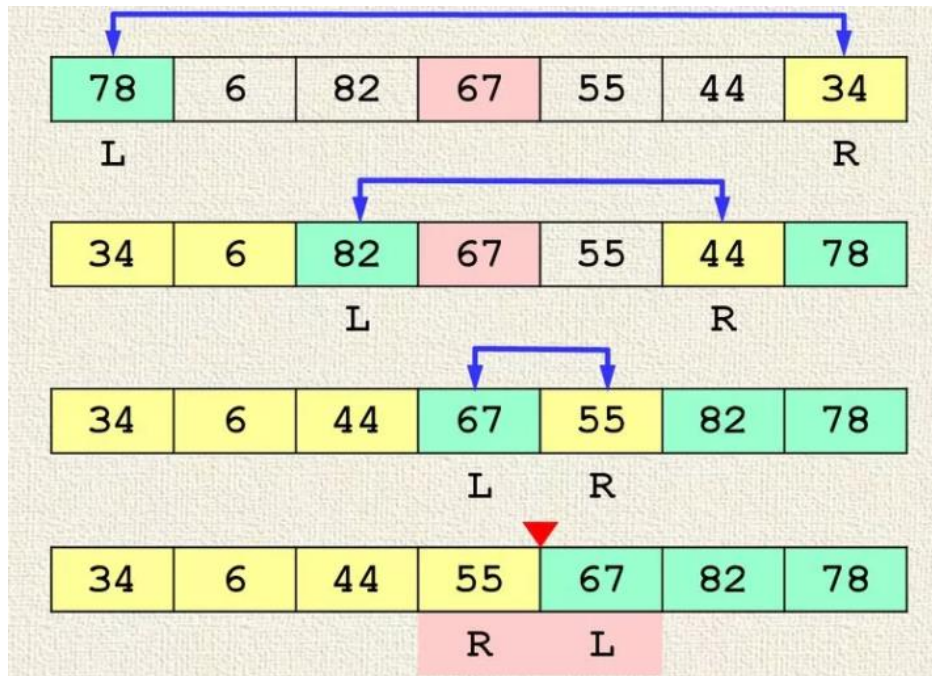 78 6 82 67 55 44 34
L R
34 6 82 67 55 44 78
L R
34 6 44 67 55 82 78
L R
34 6 44 55 67 82 78
R L